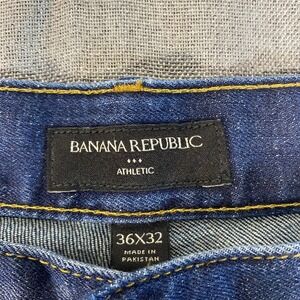 BANANA REPUBLIC
ATHLETIC
36X32
MADE IN
PAKISTAN